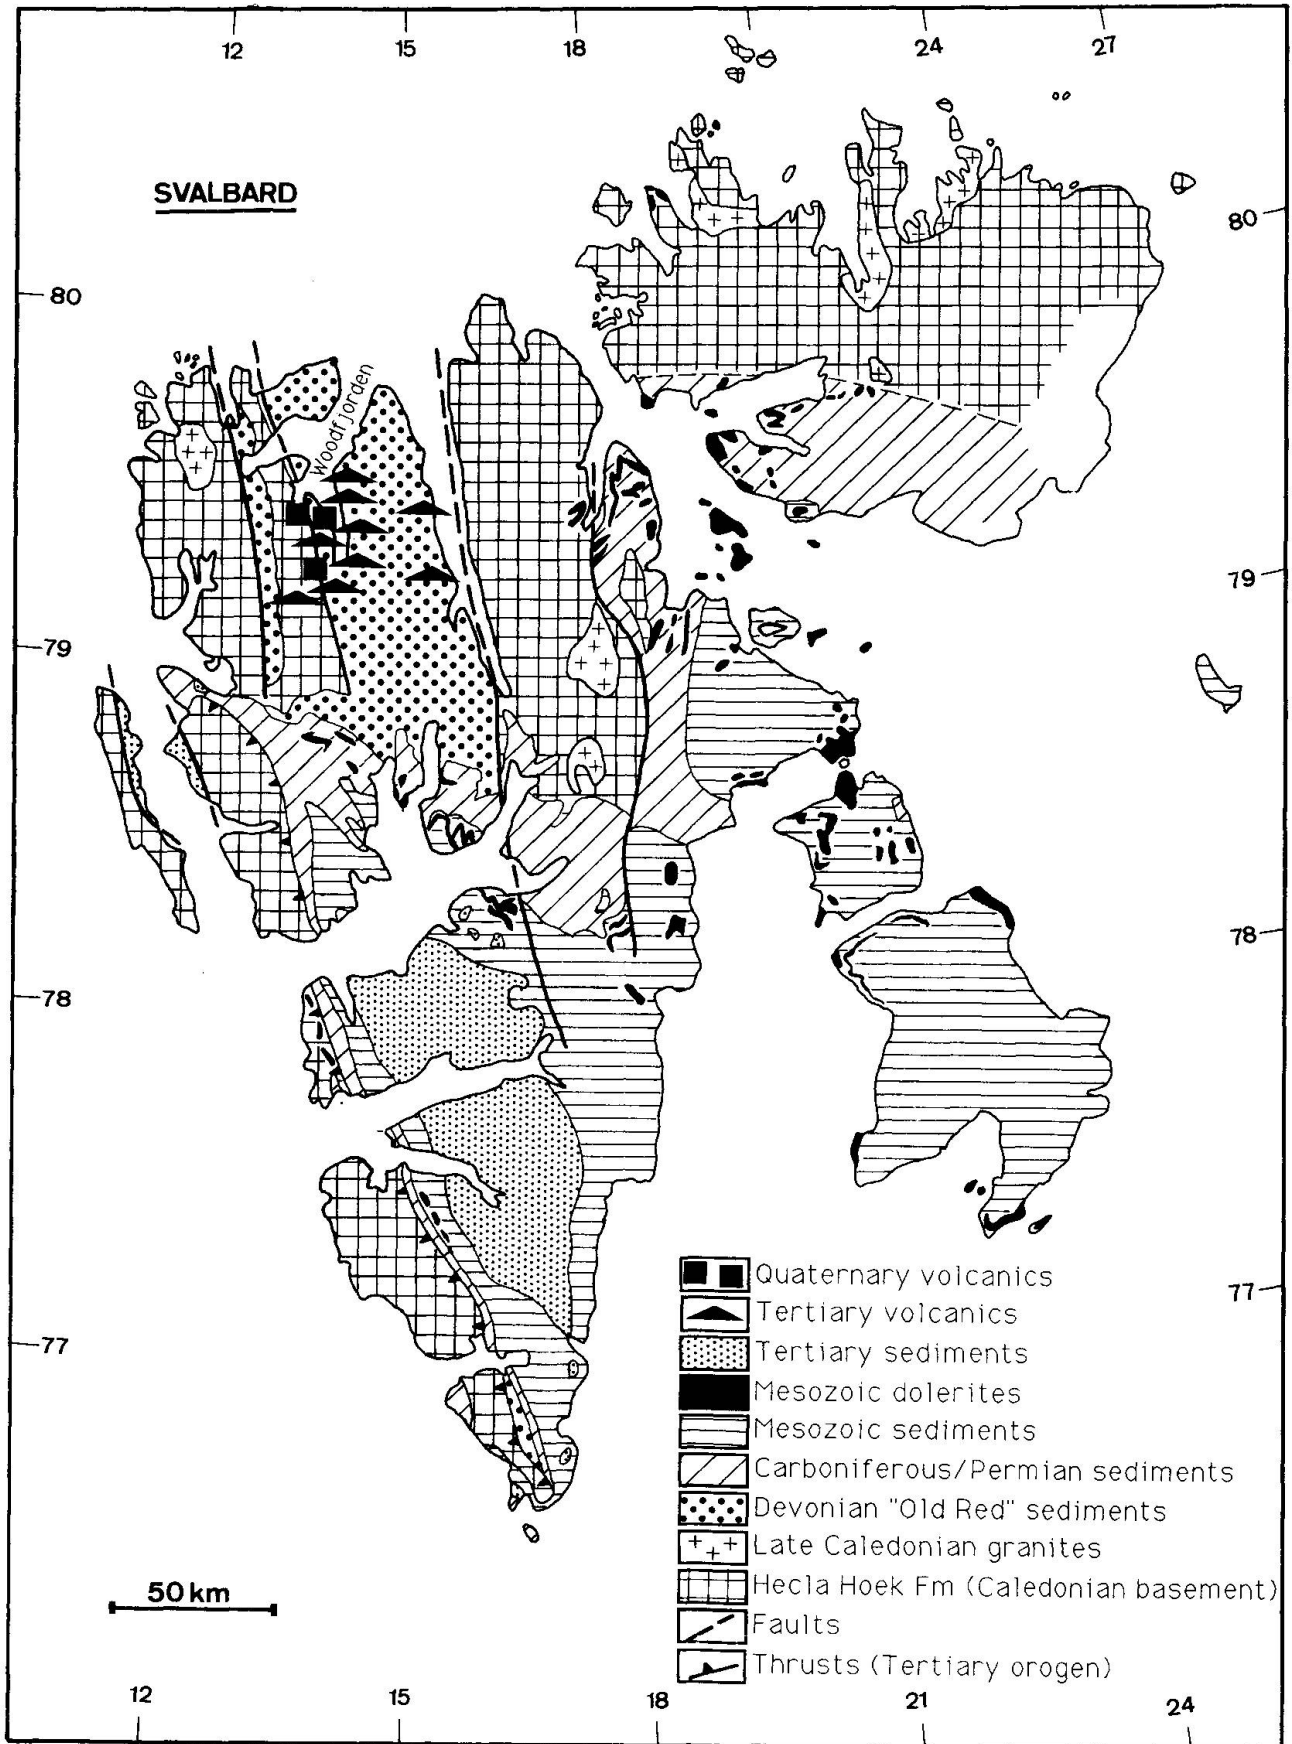 12 15 18 24 27
SVALBARD
80
80
Woodfjorden
79
79
78
78
Quaternary volcanics
77
Tertiary volcanics
77
Tertiary sediments
Mesozoic dolerites
Mesozoic sediments
Carboniferous/Permian sediments
Devonian "Old Red" sediments
Late Caledonian granites
Hecla Hoek Fm (Caledonian basement)
50 km
Faults
Thrusts (Tertiary orogen)
12 15 18 21 24